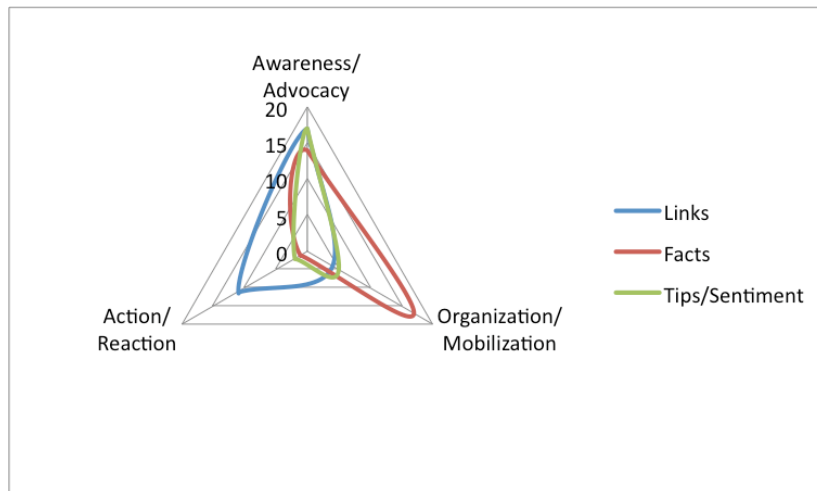 Awareness/
Advocacy
20
15
10
5
0
Action/
Reaction
Organization/
Mobilization
Links
Facts
Tips/Sentiment